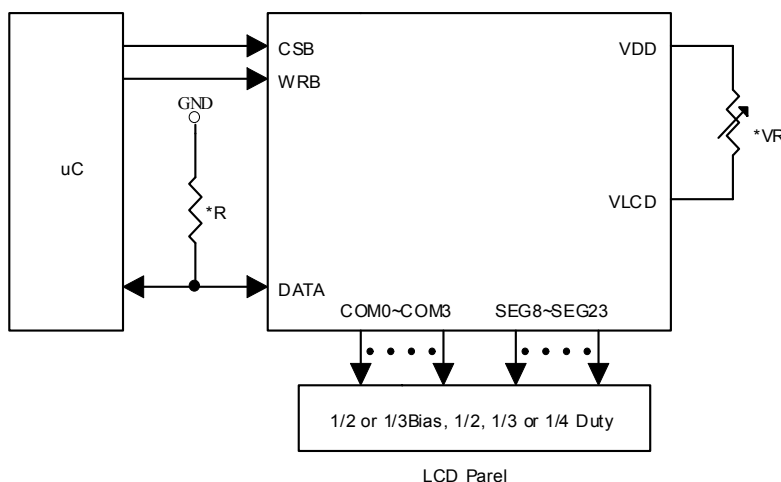 CSB
VDD
WRB
GND
*VR
uC
*R
VLCD
DATA
COM0~COM3
SEG8~SEG23
1/2 or 1/3Bias, 1/2, 1/3 or 1/4 Duty
LCD Parel